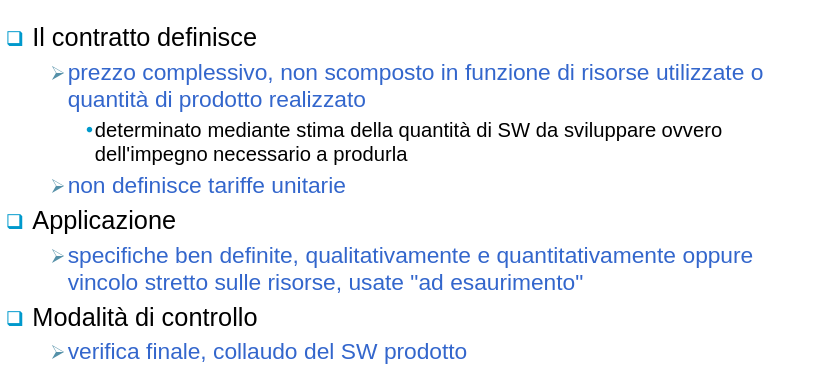 ❑ Il contratto definisce
➢ prezzo complessivo, non scomposto in funzione di risorse utilizzate o
quantità di prodotto realizzato
• determinato mediante stima della quantità di SW da sviluppare ovvero
dell'impegno necessario a produrla
➢ non definisce tariffe unitarie
❑ Applicazione
➢ specifiche ben definite, qualitativamente e quantitativamente oppure
vincolo stretto sulle risorse, usate "ad esaurimento"
❑ Modalità di controllo
➢ verifica finale, collaudo del SW prodotto